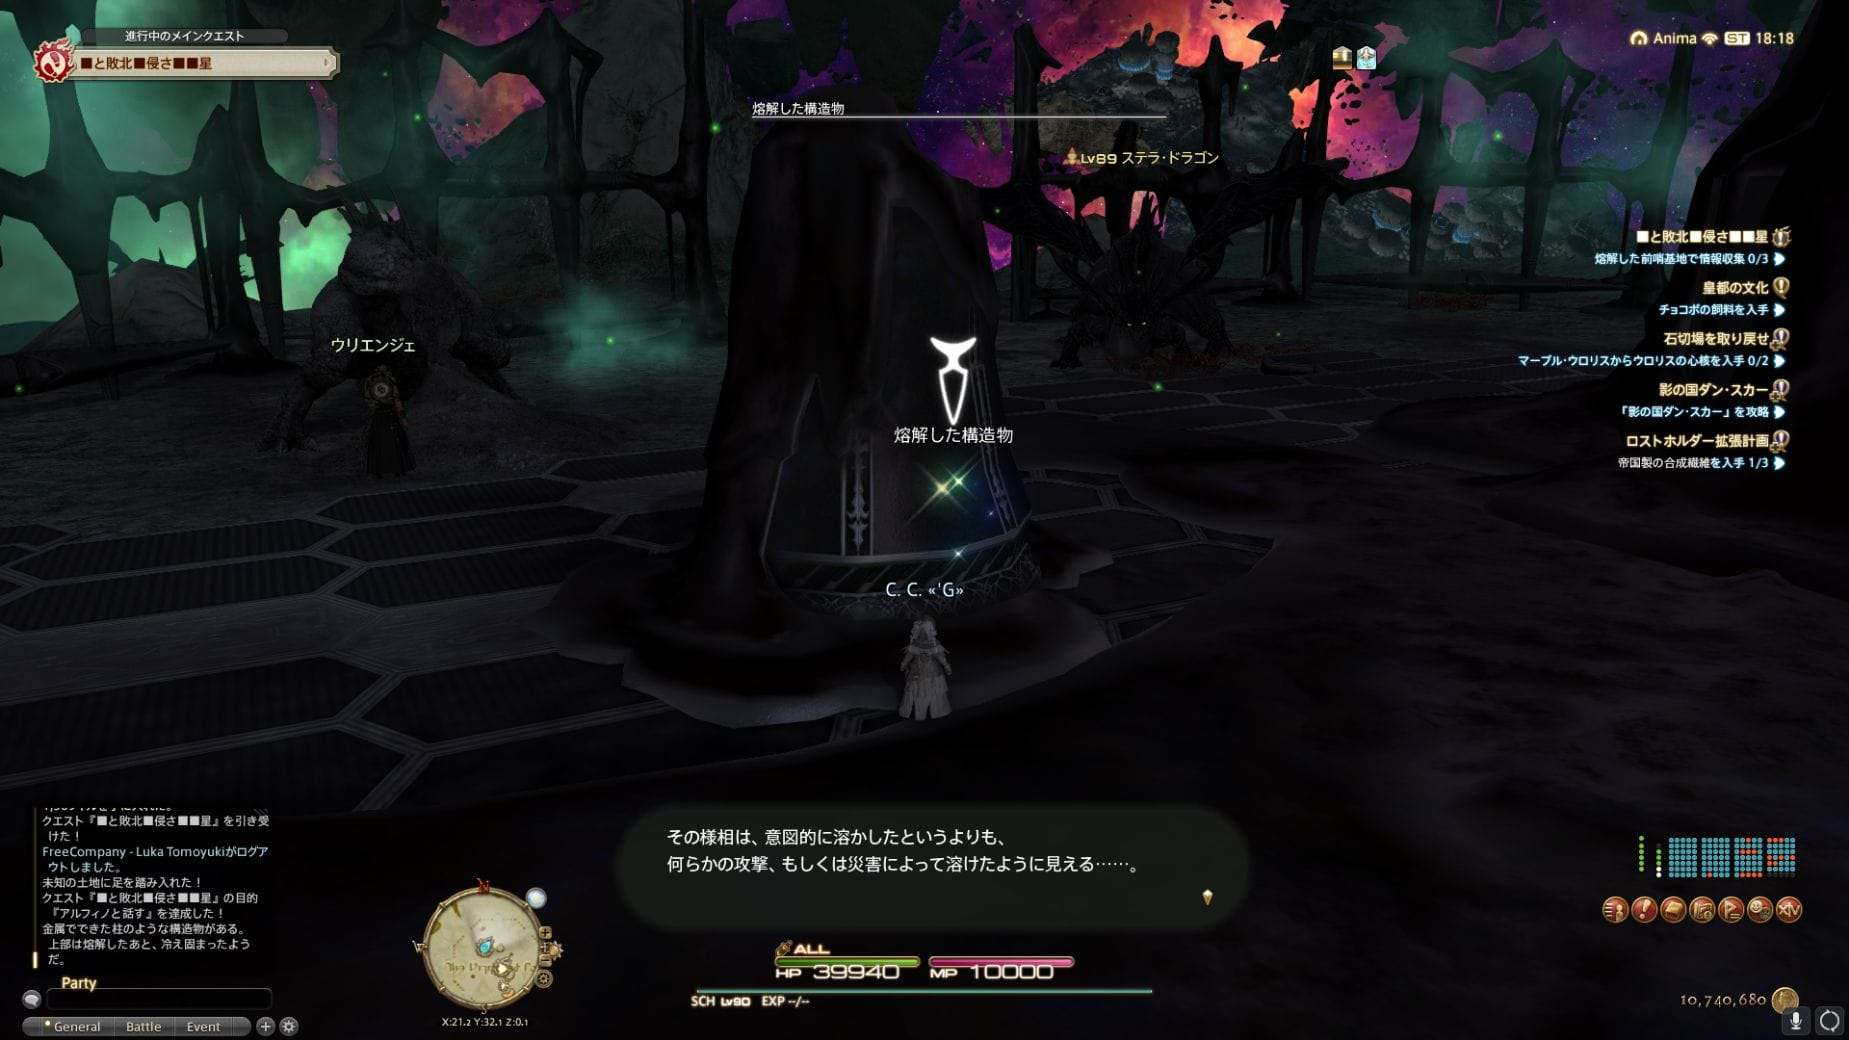 進行中のメインクエスト
■と敗北■侵さ■■星
Anima ST 18:18
熔解した構造物
Lv89 ステラ・ドラゴン
■と敗北■侵さ■■星
熔解した前哨基地で情報収集 0/3
皇都の文化
チョコボの飼料を入手
石切場を取り戻せ
マーブル・ウロリスからウロリスの心核を入手 0/2
影の国ダン・スカー
「影の国ダン・スカー」を攻略
ロストホルダー拡張計画
帝国製の合成繊維を入手 1/3
ウリエンジェ
熔解した構造物
C. C. «'G»
クエスト『■と敗北■侵さ■■星』を引き受
けた！
FreeCompany - Luka Tomoyukiがログア
ウトしました。
未知の土地に足を踏み入れた！
クエスト『■と敗北■侵さ■■星』の目的
『アルフィノと話す』を達成した！
金属でできた柱のような構造物がある。
上部は熔解したあと、冷え固まったよう
だ。
Party
General Battle Event
N
W
S
X:21.2 Y:32.1 Z:0.1
その様相は、意図的に溶かしたというよりも、
何らかの攻撃、もしくは災害によって溶けたように見える……。
ALL
HP 39940 MP 10000
SCH Lv90 EXP --/--
XIV
10,740,680